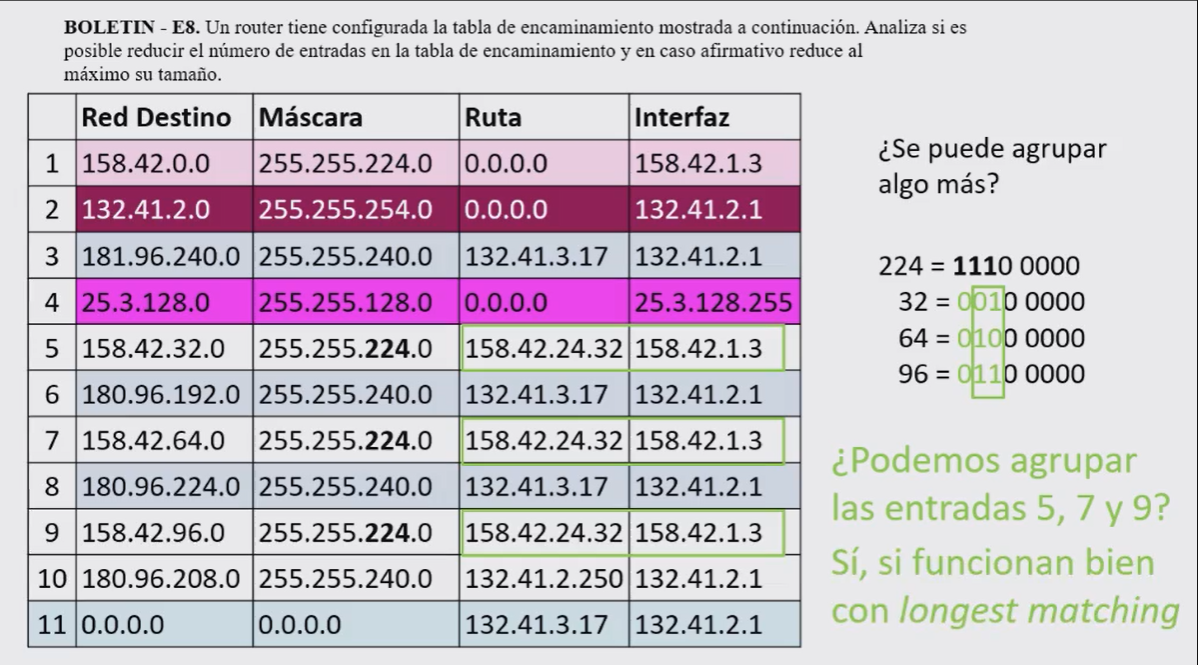 BOLETIN - E8. Un router tiene configurada la tabla de encaminamiento mostrada a continuación. Analiza si es
posible reducir el número de entradas en la tabla de encaminamiento y en caso afirmativo reduce al
máximo su tamaño.
Red Destino Máscara Ruta Interfaz
1 158.42.0.0 255.255.224.0 0.0.0.0 158.42.1.3
2 132.41.2.0 255.255.254.0 0.0.0.0 132.41.2.1
3 181.96.240.0 255.255.240.0 132.41.3.17 132.41.2.1
4 25.3.128.0 255.255.128.0 0.0.0.0 25.3.128.255
5 158.42.32.0 255.255.224.0 158.42.24.32 158.42.1.3
6 180.96.192.0 255.255.240.0 132.41.3.17 132.41.2.1
7 158.42.64.0 255.255.224.0 158.42.24.32 158.42.1.3
8 180.96.224.0 255.255.240.0 132.41.3.17 132.41.2.1
9 158.42.96.0 255.255.224.0 158.42.24.32 158.42.1.3
10 180.96.208.0 255.255.240.0 132.41.2.250 132.41.2.1
11 0.0.0.0 0.0.0.0 132.41.3.17 132.41.2.1
¿Se puede agrupar
algo más?
224 = 1110 0000
32 = 0010 0000
64 = 0100 0000
96 = 0110 0000
¿Podemos agrupar
las entradas 5, 7 y 9?
Sí, si funcionan bien
con longest matching